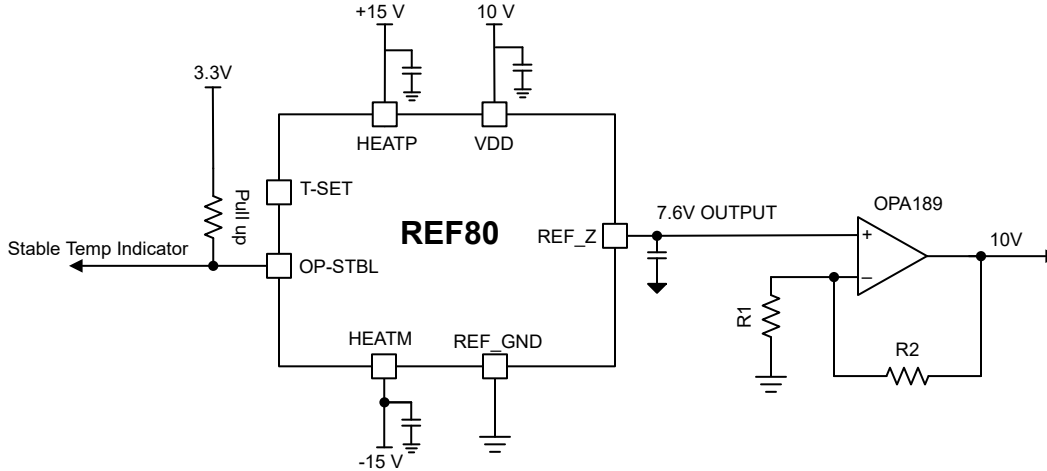 +15 V
10 V
3.3V
HEATP
VDD
T-SET
Pull up
REF80
Stable Temp Indicator
OP-STBL
REF_Z
7.6V OUTPUT
OPA189
+
−
10V
R1
R2
HEATM
REF_GND
-15 V